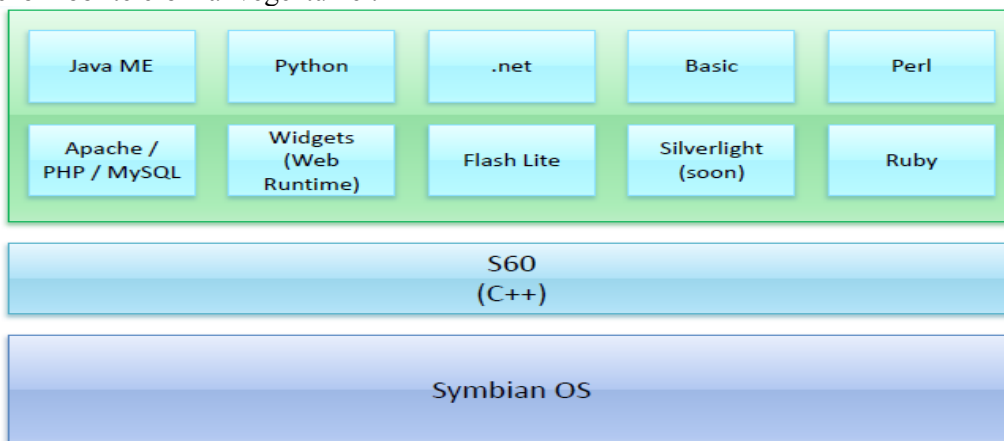 Java ME
Python
.net
Basic
Perl
Apache /
PHP / MySQL
Widgets
(Web
Runtime)
Flash Lite
Silverlight
(soon)
Ruby
S60
(C++)
Symbian OS